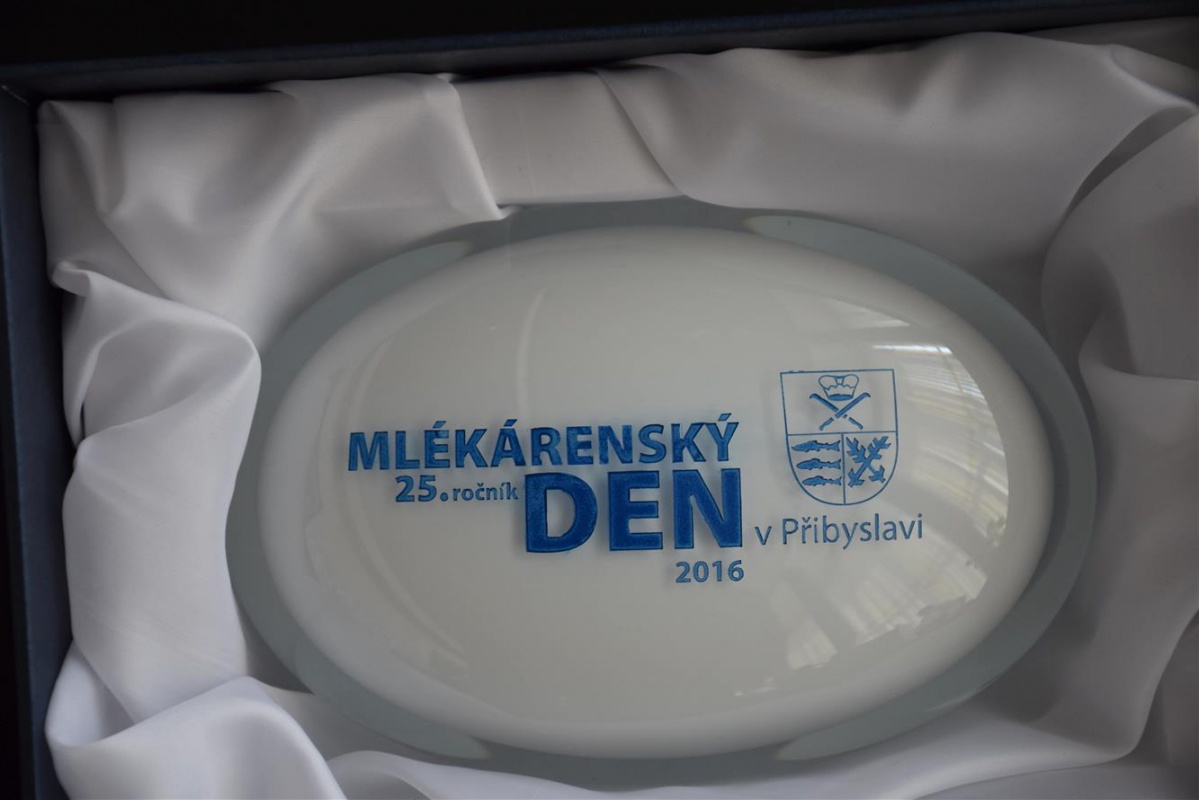 MLÉKÁRENSKÝ
25. ročník DEN
v Přibyslavi
2016